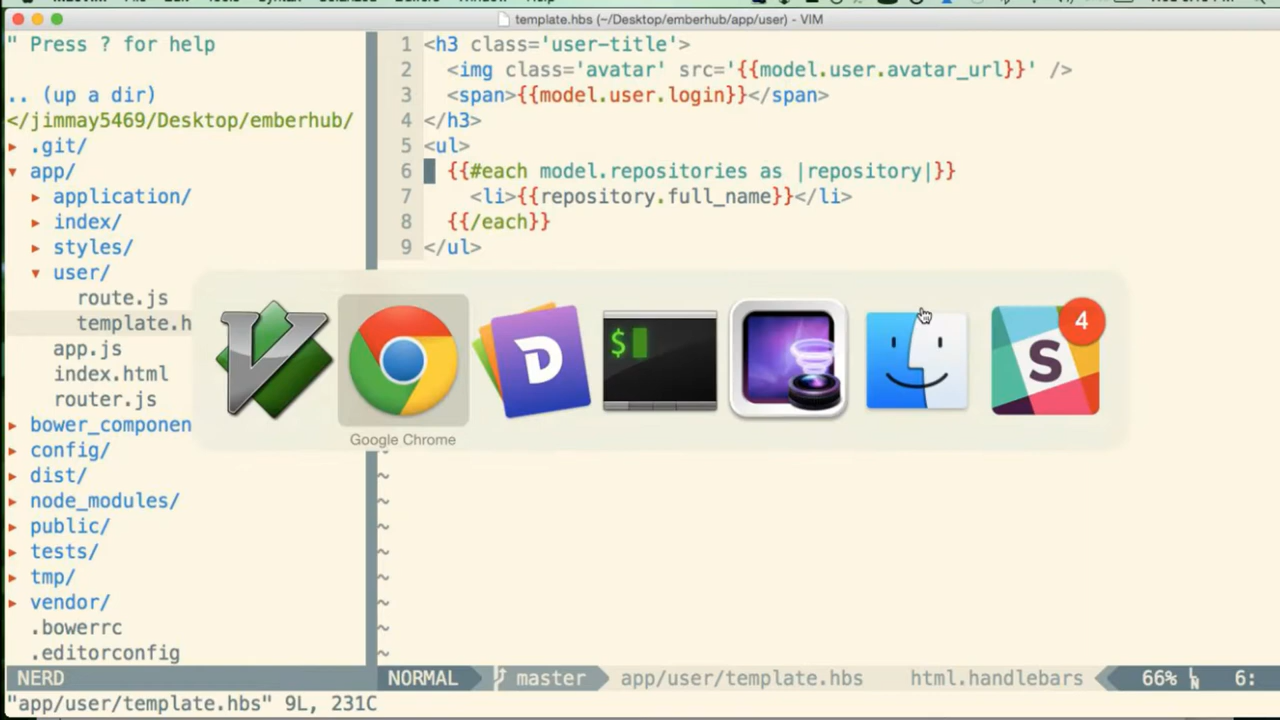 template.hbs (~/Desktop/emberhub/app/user) - VIM
" Press ? for help
.. (up a dir)
</jimmay5469/Desktop/emberhub/
▸ .git/
▾ app/
▸ application/
▸ index/
▸ styles/
▾ user/
route.js
template.h
app.js
index.html
router.js
▸ bower_componen
▸ config/
▸ dist/
▸ node_modules/
▸ public/
▸ tests/
▸ tmp/
▸ vendor/
.bowerrc
.editorconfig
1 <h3 class='user-title'>
2 <img class='avatar' src='{{model.user.avatar_url}}' />
3 <span>{{model.user.login}}</span>
4 </h3>
5 <ul>
6 {{#each model.repositories as |repository|}}
7 <li>{{repository.full_name}}</li>
8 {{/each}}
9 </ul>
~
~
~
~
~
~
~
$
D
S
4
Google Chrome
NERD
NORMAL master app/user/template.hbs html.handlebars 66% 6:
"app/user/template.hbs" 9L, 231C